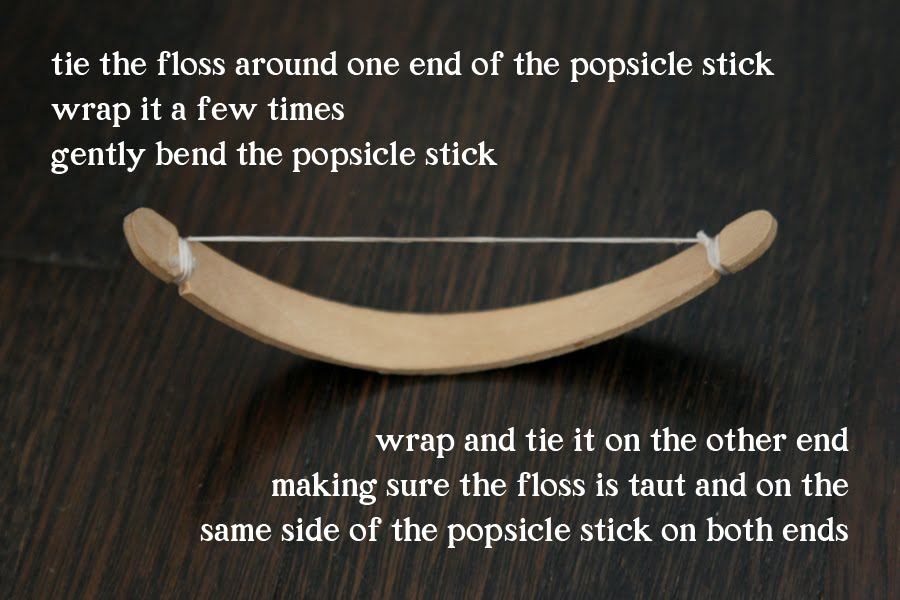 tie the floss around one end of the popsicle stick
wrap it a few times
gently bend the popsicle stick
wrap and tie it on the other end
making sure the floss is taut and on the
same side of the popsicle stick on both ends